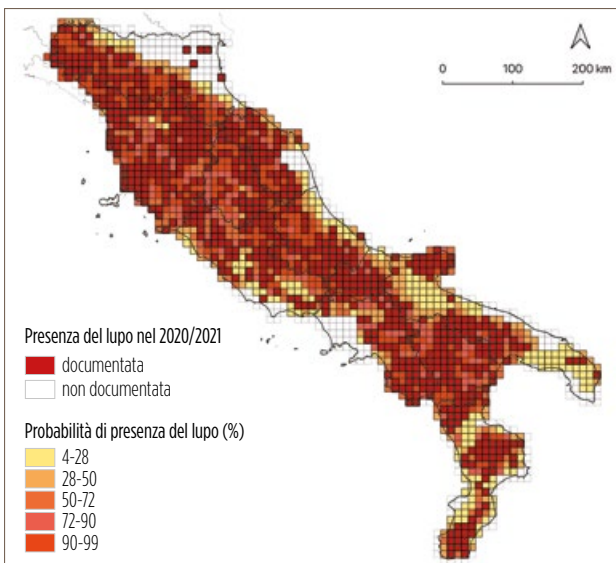 0 100 200 km
Presenza del lupo nel 2020/2021
documentata
non documentata
Probabilità di presenza del lupo (%)
4-28
28-50
50-72
72-90
90-99